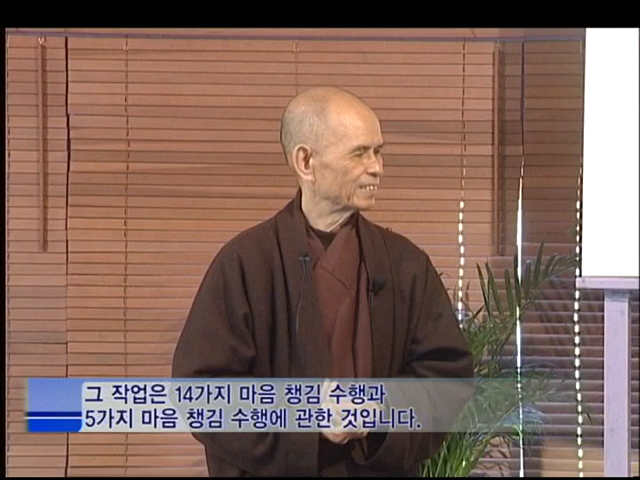 그 작업은 14가지 마음 챙김 수행과
5가지 마음 챙김 수행에 관한 것입니다.